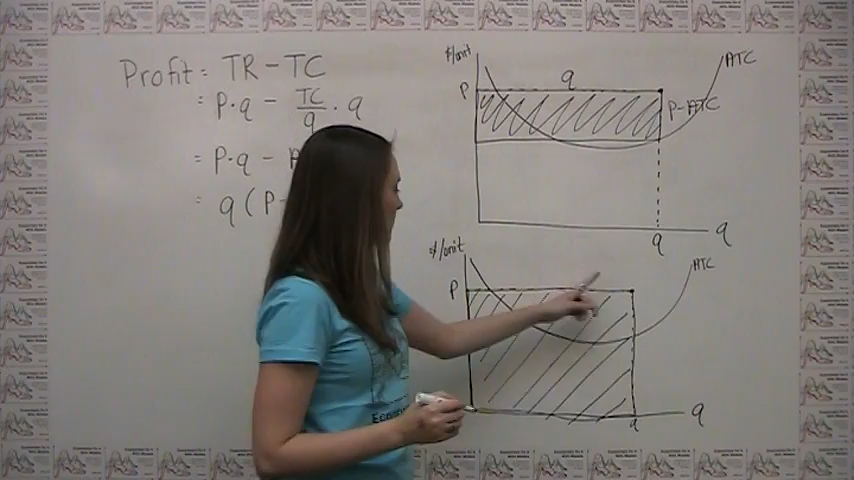 Profit = TR - TC
= P·q - TC/q · q
= P·q -
= q (P-
$/unit
P
q
ATC
P-ATC
q
q
$/unit
P
ATC
q
q